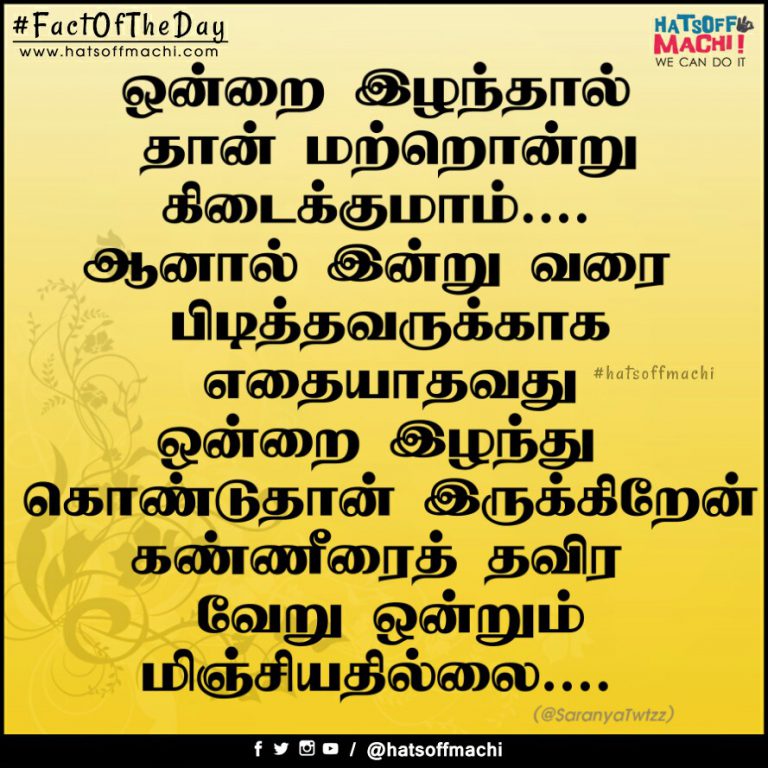 #FactOfTheDay
www.hatsoffmachi.com
HATSOFF
MACHI!
WE CAN DO IT
ஒன்றை இழந்தால்
தான் மற்றொன்று
கிடைக்குமாம்....
ஆனால் இன்று வரை
பிடித்தவருக்காக
எதையாதவது
#hatsoffmachi
ஒன்றை இழந்து
கொண்டுதான் இருக்கிறேன்
கண்ணீரைத் தவிர
வேறு ஒன்றும்
மிஞ்சியதில்லை....
(@SaranyaTwtzz)
/ @hatsoffmachi